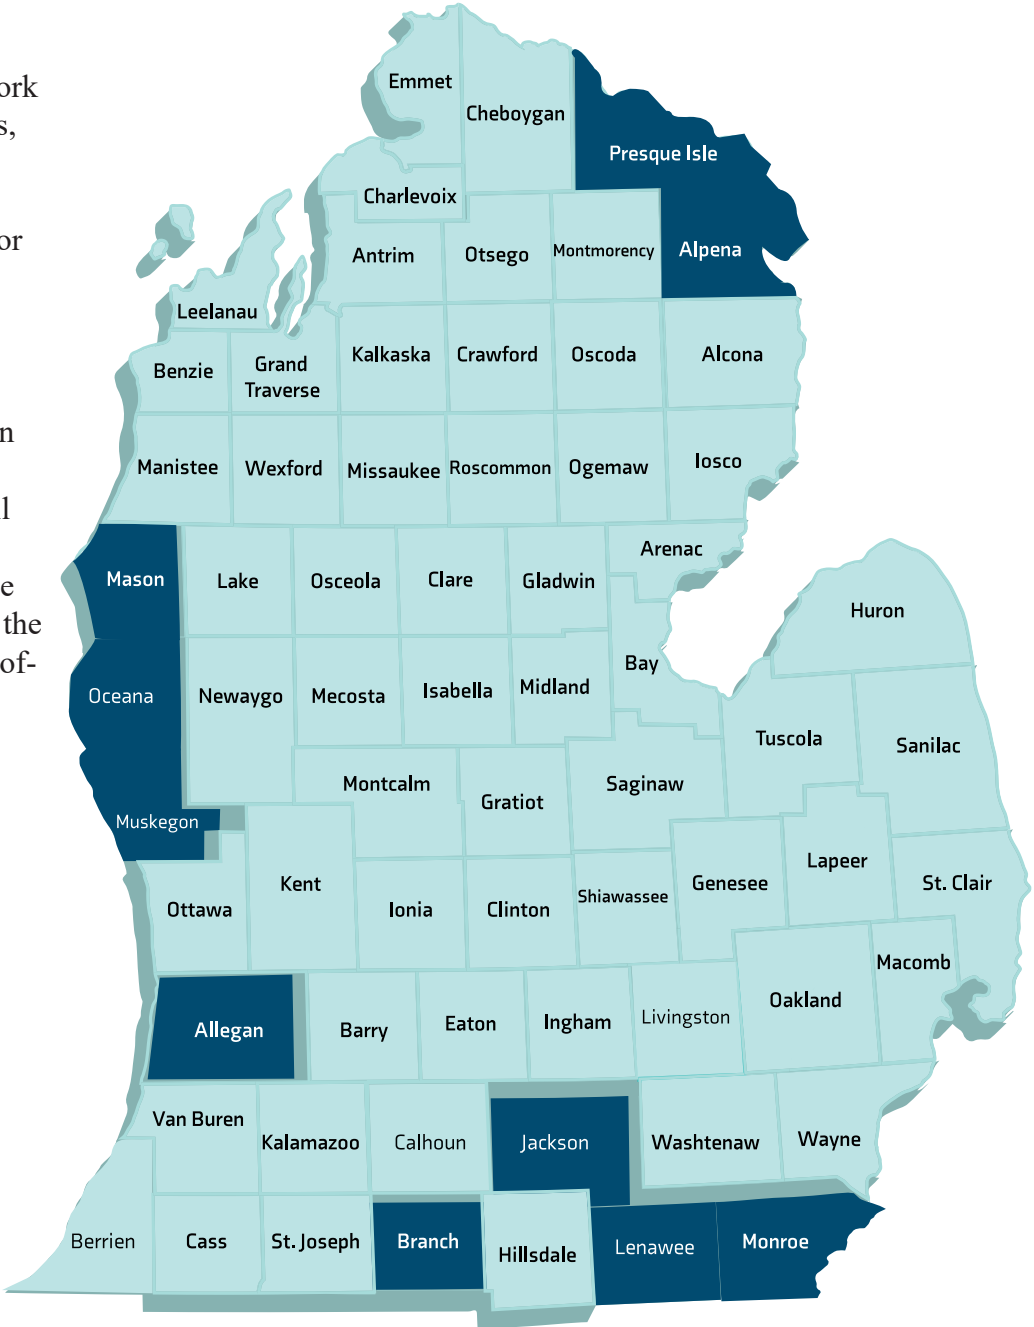 ork
s,
or
n
l
e
the
of-
Emmet
Cheboygan
Presque Isle
Charlevoix
Antrim
Otsego
Montmorency
Alpena
Leelanau
Benzie
Grand
Traverse
Kalkaska
Crawford
Oscoda
Alcona
Manistee
Wexford
Missaukee
Roscommon
Ogemaw
Iosco
Mason
Lake
Osceola
Clare
Gladwin
Arenac
Huron
Oceana
Newaygo
Mecosta
Isabella
Midland
Bay
Tuscola
Sanilac
Muskegon
Montcalm
Gratiot
Saginaw
Ottawa
Kent
Ionia
Clinton
Shiawassee
Genesee
Lapeer
St. Clair
Allegan
Barry
Eaton
Ingham
Livingston
Oakland
Macomb
Van Buren
Kalamazoo
Calhoun
Jackson
Washtenaw
Wayne
Berrien
Cass
St. Joseph
Branch
Hillsdale
Lenawee
Monroe